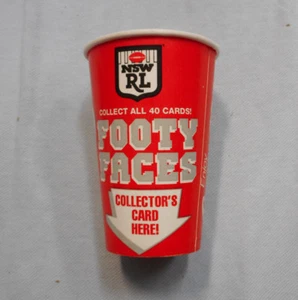 NSW
RL
COLLECT ALL 40 CARDS!
FOOTY
FACES
COLLECTOR'S
CARD
HERE!